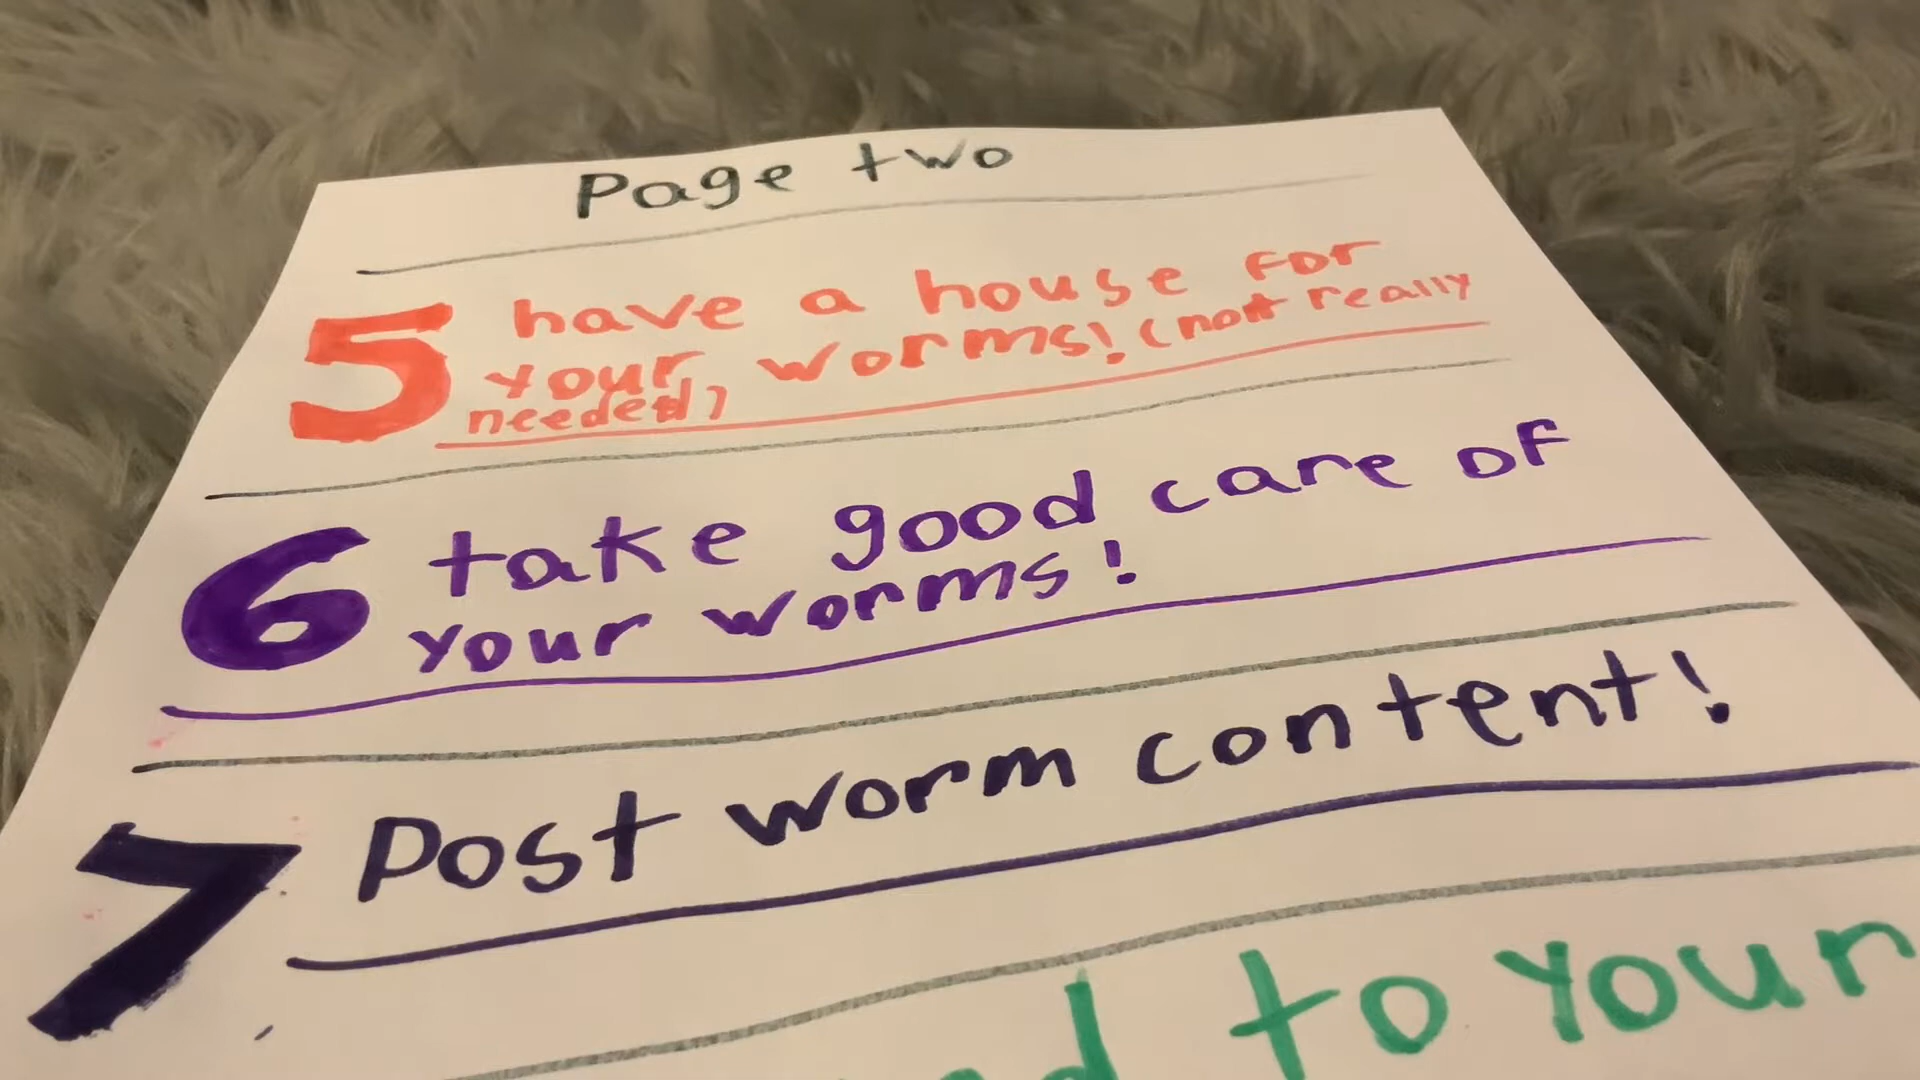 Page two
5 have a house for
your worms! (not really
needed)
6 take good care of
your worms!
7 Post worm content!
to your